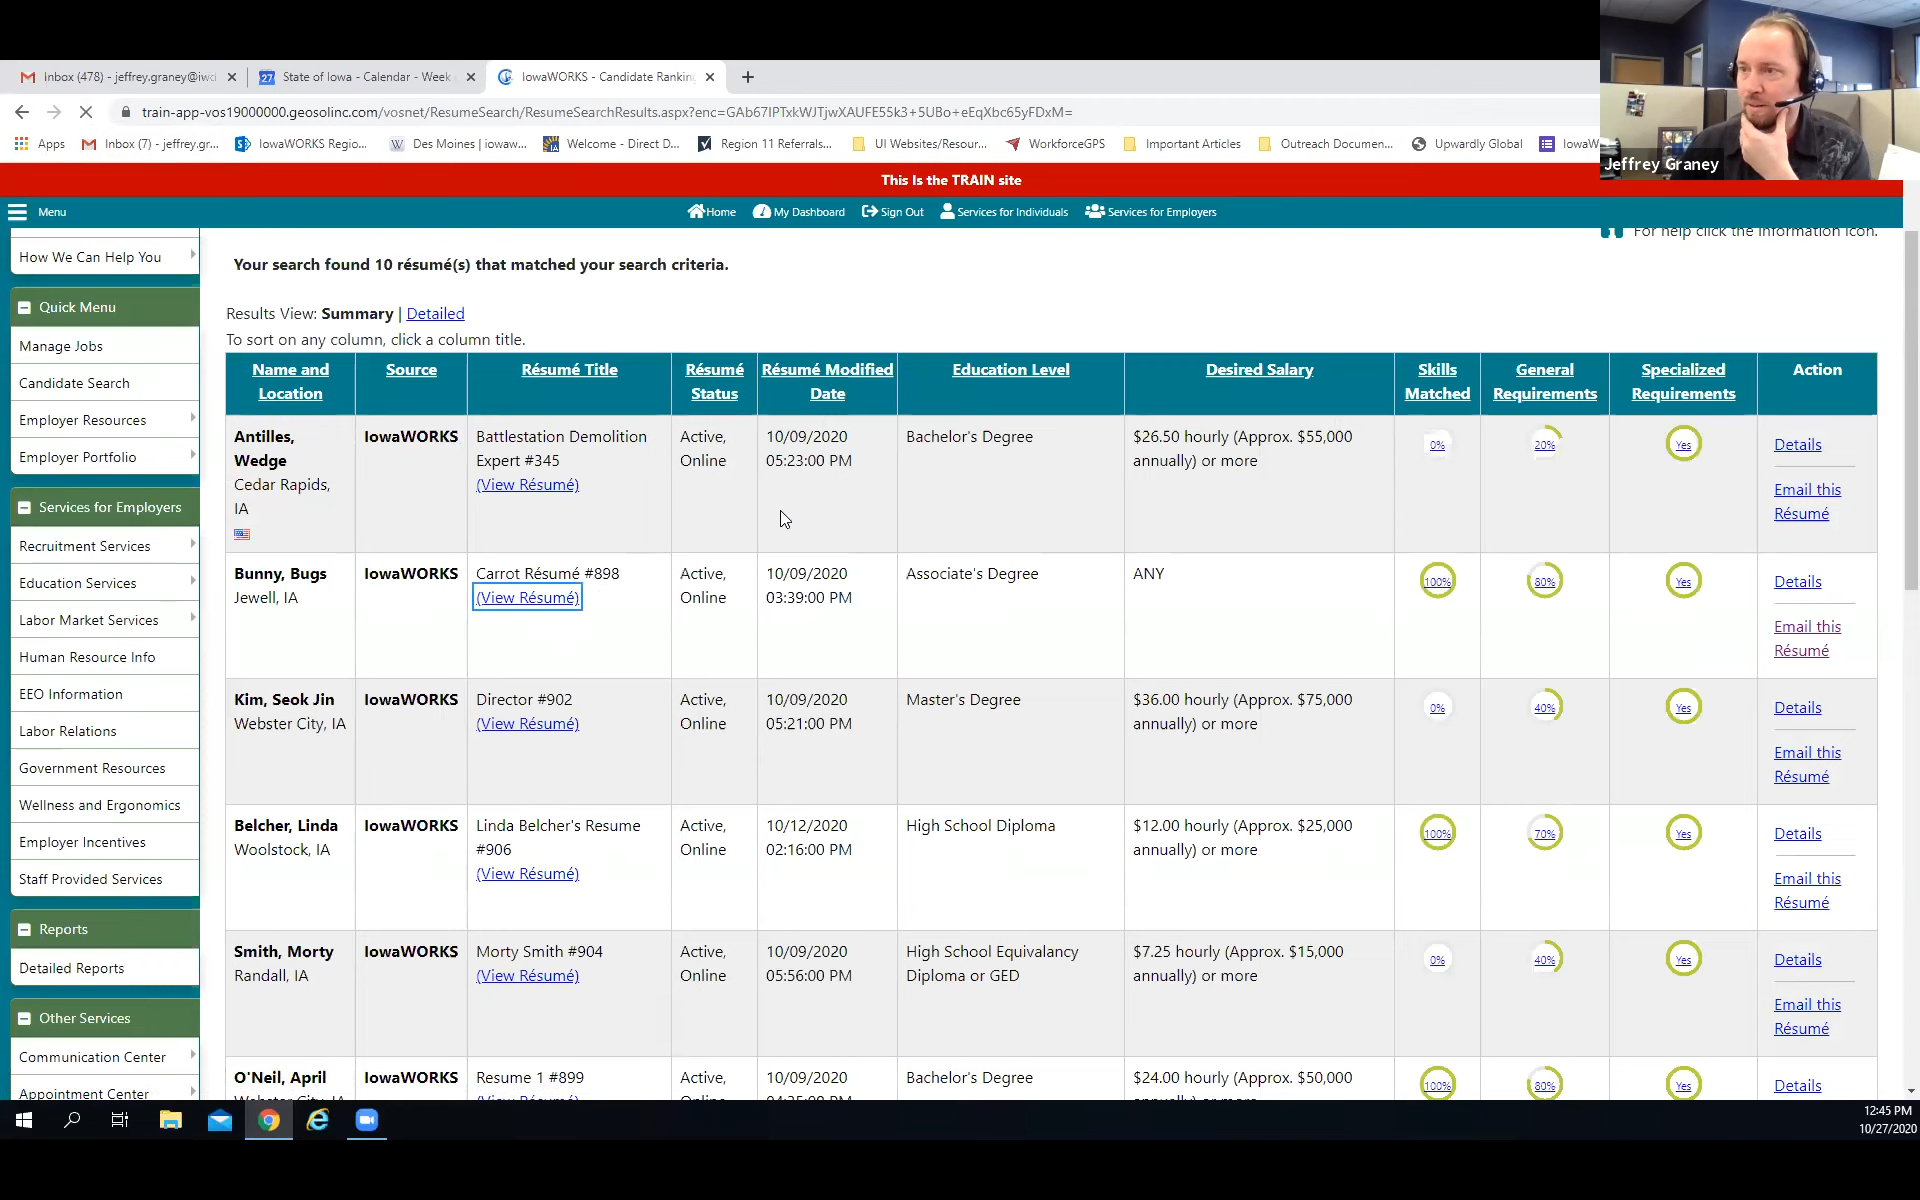 Inbox (478) - jeffrey.graney@iwd
State of Iowa - Calendar - Week
IowaWORKS - Candidate Rankin
train-app-vos19000000.geosolinc.com/vosnet/ResumeSearch/ResumeSearchResults.aspx?enc=GAb67IPTxkWJTjwXAUFE55k3+5UBo+eEqXbc65yFDxM=
Apps
Inbox (7) - jeffrey.gr...
IowaWORKS Regio...
Des Moines | iowaw...
Welcome - Direct D...
Region 11 Referrals...
UI Websites/Resour...
WorkforceGPS
Important Articles
Outreach Documen...
Upwardly Global
IowaW
Jeffrey Graney
This Is the TRAIN site
Menu
Home
My Dashboard
Sign Out
Services for Individuals
Services for Employers
For help click the information icon.
How We Can Help You
Quick Menu
Manage Jobs
Candidate Search
Employer Resources
Employer Portfolio
Services for Employers
Recruitment Services
Education Services
Labor Market Services
Human Resource Info
EEO Information
Labor Relations
Government Resources
Wellness and Ergonomics
Employer Incentives
Staff Provided Services
Reports
Detailed Reports
Other Services
Communication Center
Appointment Center
Your search found 10 résumé(s) that matched your search criteria.
Results View: Summary | Detailed
To sort on any column, click a column title.
Name and Location
Source
Résumé Title
Résumé Status
Résumé Modified Date
Education Level
Desired Salary
Skills Matched
General Requirements
Specialized Requirements
Action
Antilles, Wedge
Cedar Rapids, IA
IowaWORKS
Battlestation Demolition Expert #345
(View Résumé)
Active, Online
10/09/2020 05:23:00 PM
Bachelor's Degree
$26.50 hourly (Approx. $55,000 annually) or more
0%
20%
Yes
Details
Email this Résumé
Bunny, Bugs
Jewell, IA
IowaWORKS
Carrot Résumé #898
(View Résumé)
Active, Online
10/09/2020 03:39:00 PM
Associate's Degree
ANY
100%
80%
Yes
Details
Email this Résumé
Kim, Seok Jin
Webster City, IA
IowaWORKS
Director #902
(View Résumé)
Active, Online
10/09/2020 05:21:00 PM
Master's Degree
$36.00 hourly (Approx. $75,000 annually) or more
0%
40%
Yes
Details
Email this Résumé
Belcher, Linda
Woolstock, IA
IowaWORKS
Linda Belcher's Resume #906
(View Résumé)
Active, Online
10/12/2020 02:16:00 PM
High School Diploma
$12.00 hourly (Approx. $25,000 annually) or more
100%
70%
Yes
Details
Email this Résumé
Smith, Morty
Randall, IA
IowaWORKS
Morty Smith #904
(View Résumé)
Active, Online
10/09/2020 05:56:00 PM
High School Equivalancy Diploma or GED
$7.25 hourly (Approx. $15,000 annually) or more
0%
40%
Yes
Details
Email this Résumé
O'Neil, April
IowaWORKS
Resume 1 #899
Active,
10/09/2020
Bachelor's Degree
$24.00 hourly (Approx. $50,000
100%
80%
Yes
Details
12:45 PM
10/27/2020